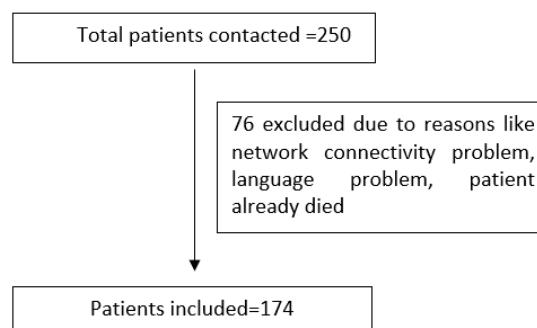 Total patients contacted =250
76 excluded due to reasons like
network connectivity problem,
language problem, patient
already died
Patients included=174